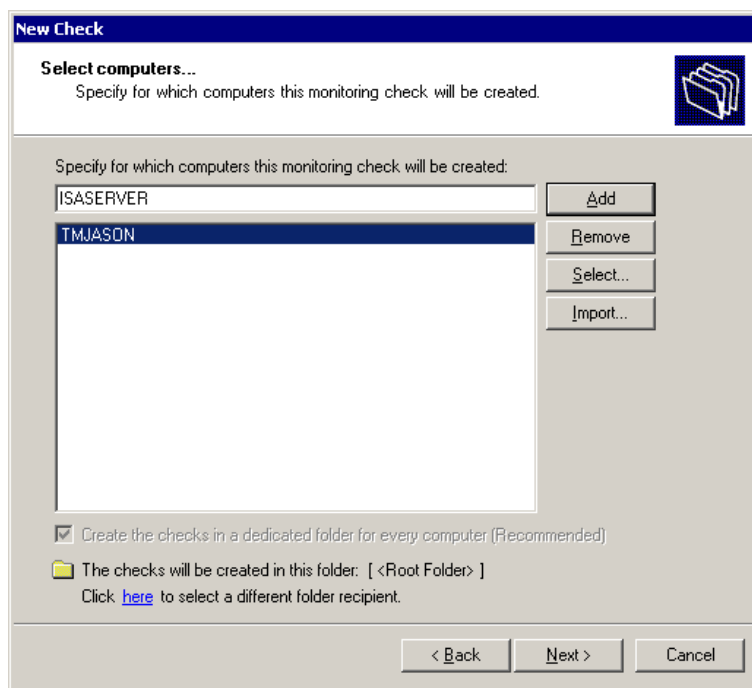 New Check
Select computers...
Specify for which computers this monitoring check will be created.
Specify for which computers this monitoring check will be created:
ISASERVER
Add
TMJASON
Remove
Select...
Import...
Create the checks in a dedicated folder for every computer (Recommended)
The checks will be created in this folder: [ <Root Folder> ]
Click here to select a different folder recipient.
< Back
Next >
Cancel